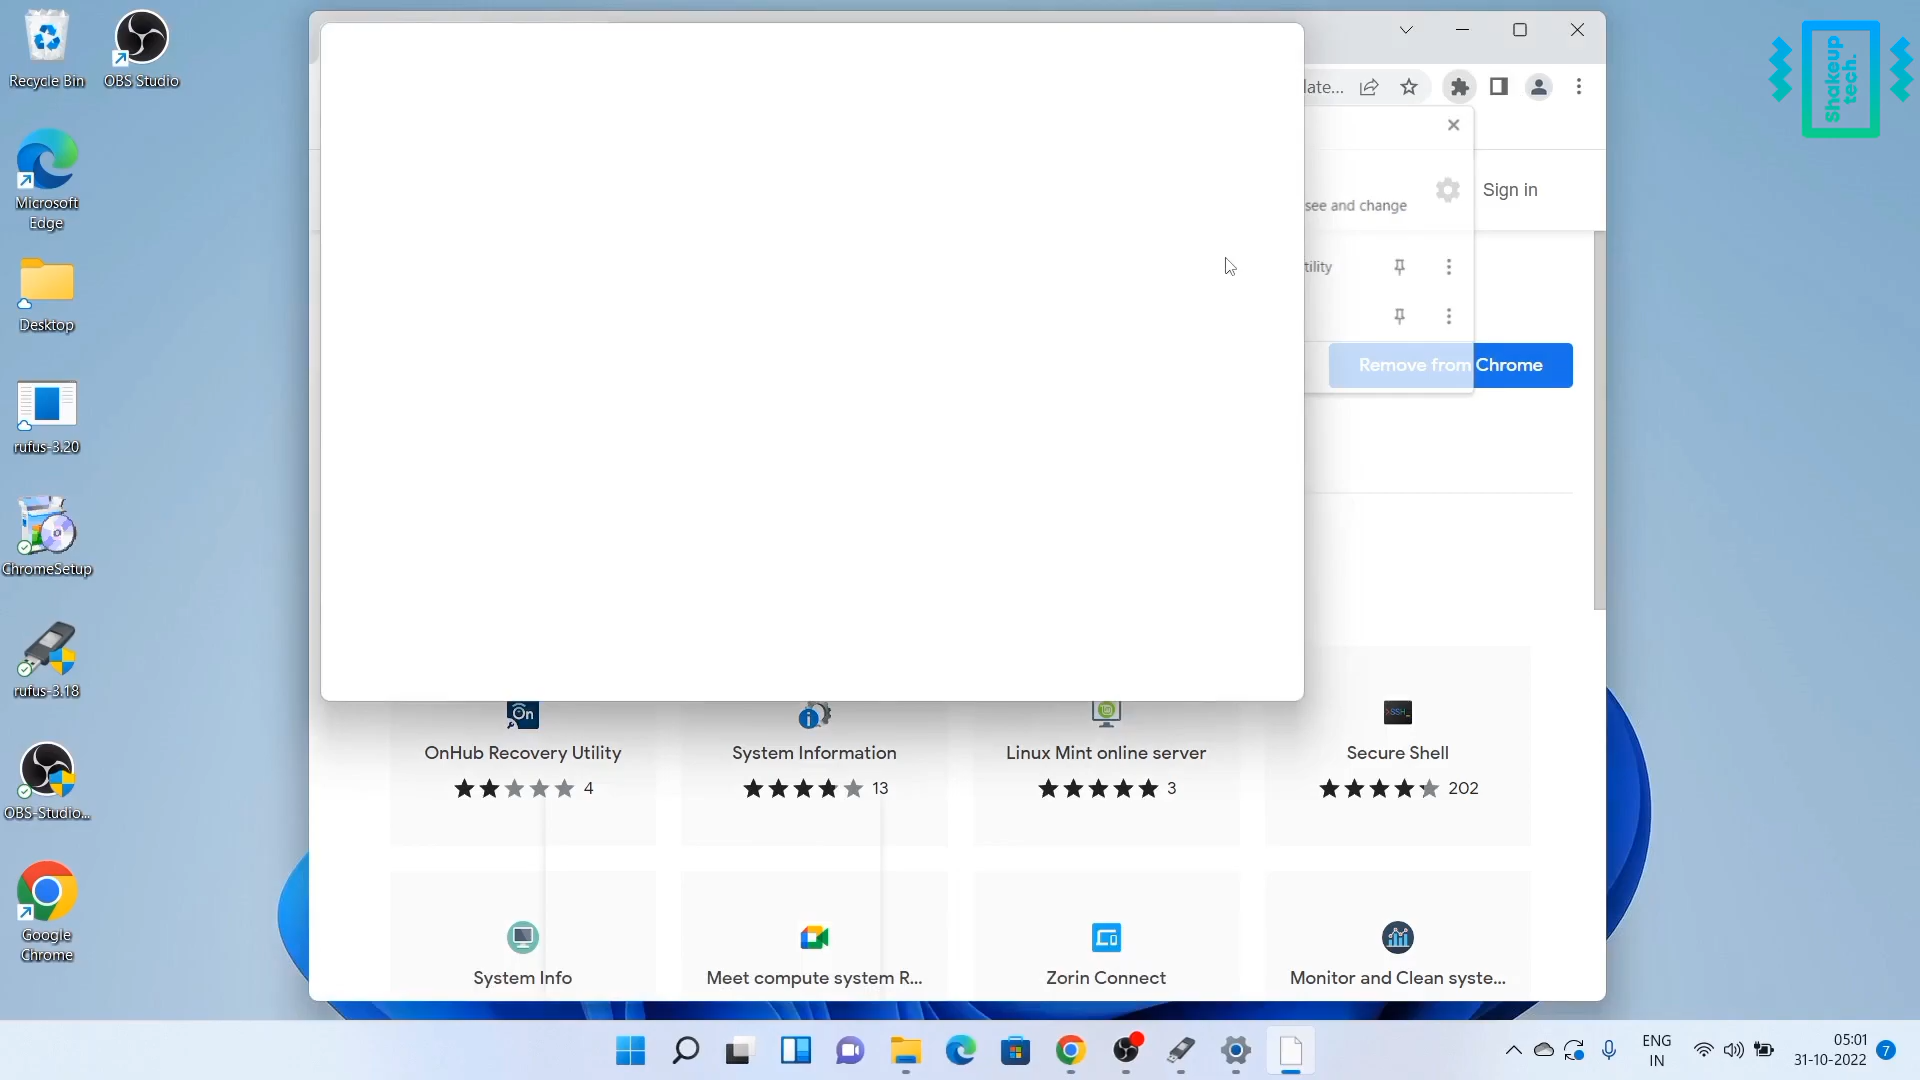 Recycle Bin
OBS Studio
Microsoft
Edge
Desktop
rufus-3.20
ChromeSetup
rufus-3.18
OBS-Studio...
Google
Chrome
Shakeup
tech.
late...
see and change
Sign in
tility
Remove from Chrome
On
OnHub Recovery Utility
4
i
System Information
13
Linux Mint online server
3
SSH_
Secure Shell
202
System Info
Meet compute system R...
Zorin Connect
Monitor and Clean syste...
ENG
IN
05:01
31-10-2022
7